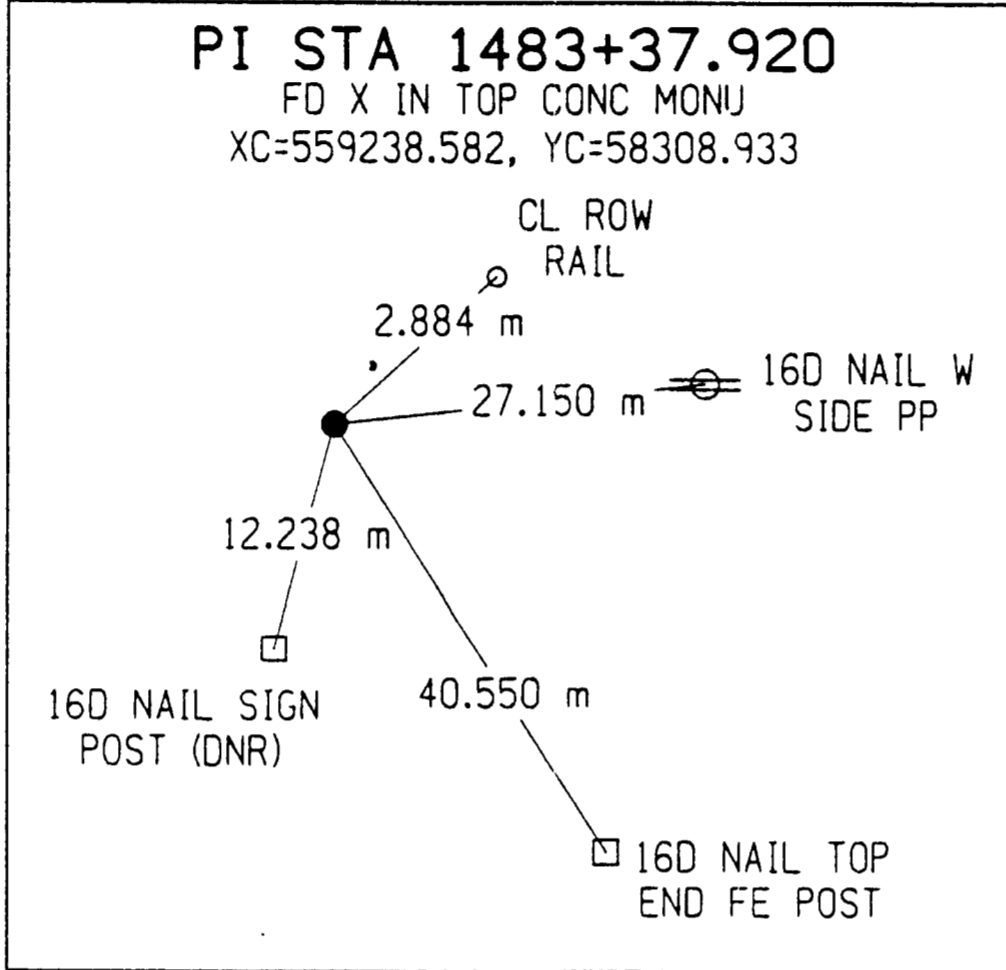 PI STA 1483+37.920
FD X IN TOP CONC MONU
XC=559238.582, YC=58308.933
CL ROW
RAIL
2.884 m
27.150 m
16D NAIL W
SIDE PP
12.238 m
16D NAIL SIGN
POST (DNR)
40.550 m
16D NAIL TOP
END FE POST